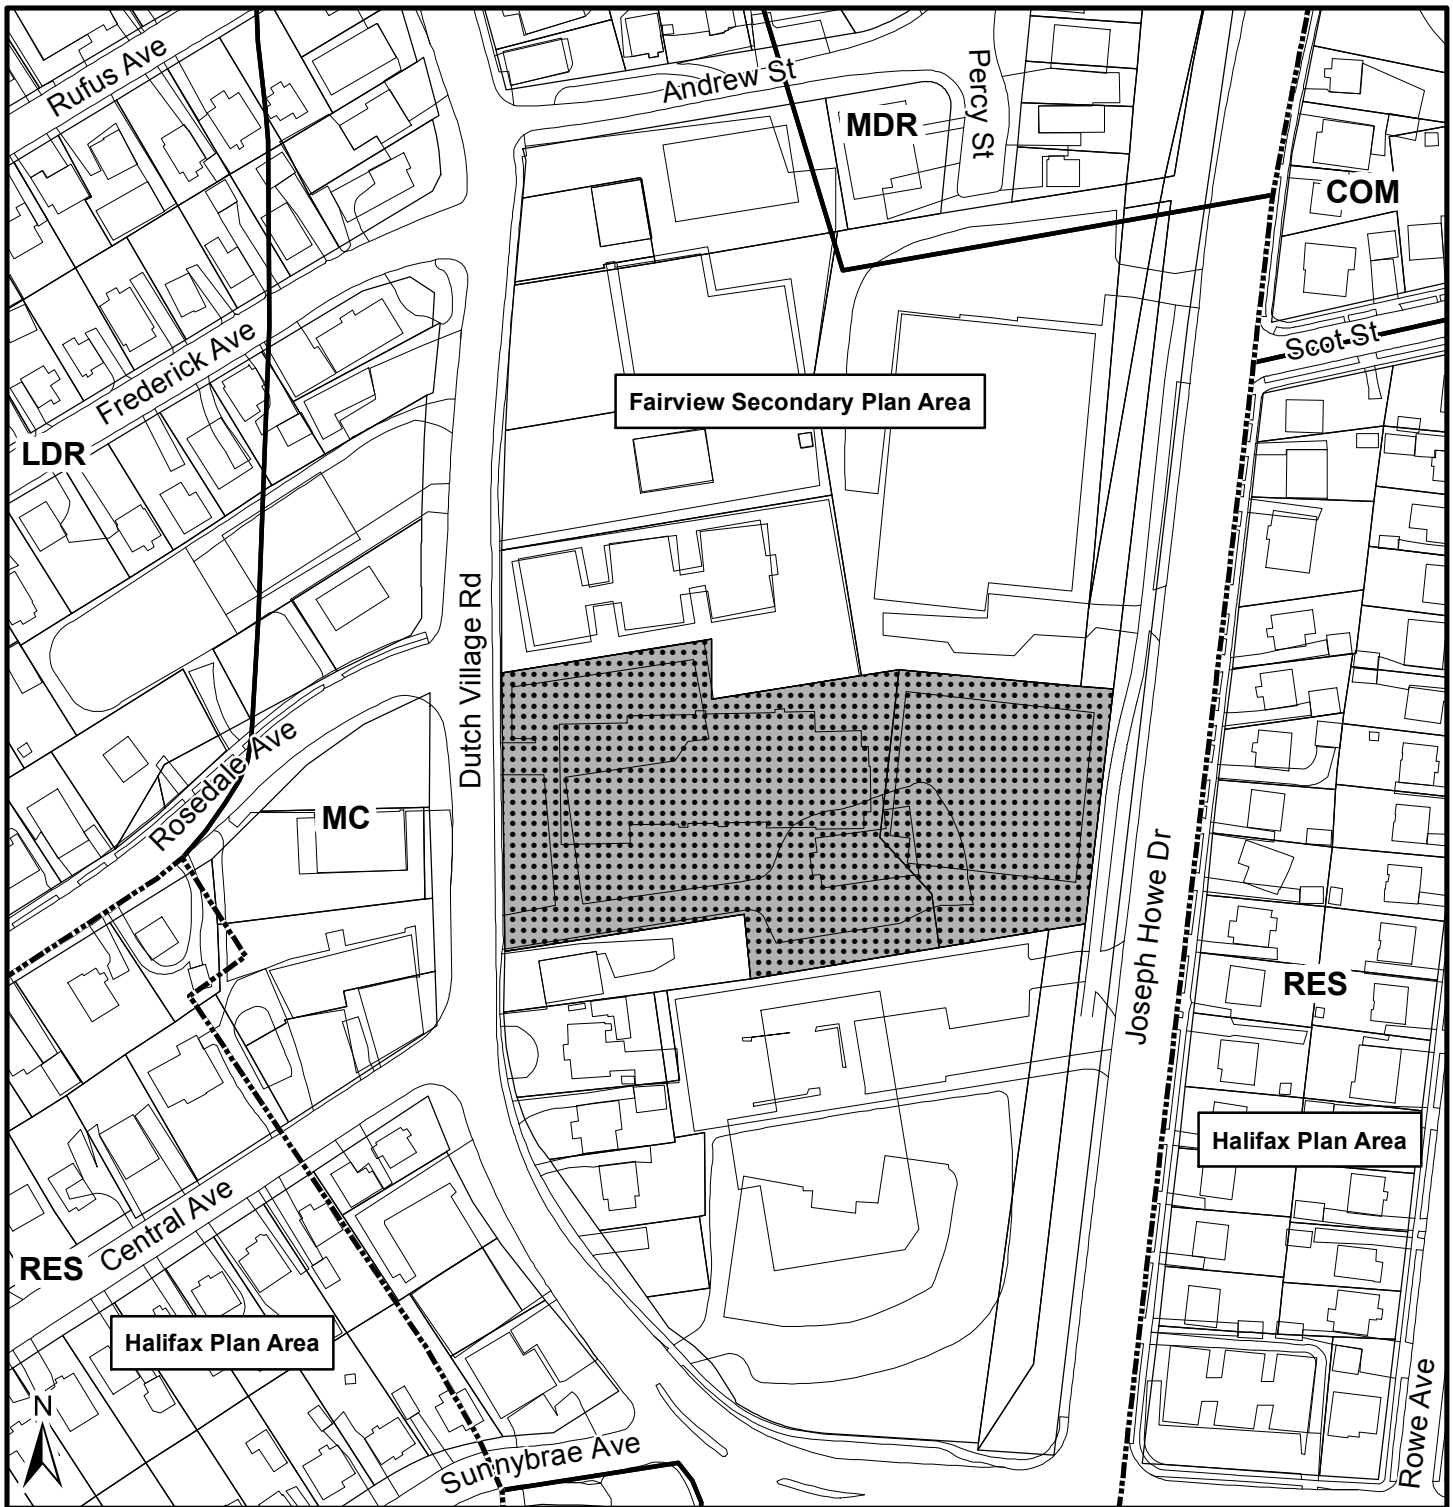 Rufus Ave
Andrew St
Percy St
MDR
COM
Scot St
Frederick Ave
Fairview Secondary Plan Area
LDR
Dutch Village Rd
Rosedale Ave
MC
Joseph Howe Dr
RES
Halifax Plan Area
Central Ave
RES
Halifax Plan Area
Rowe Ave
N
Sunnybrae Ave